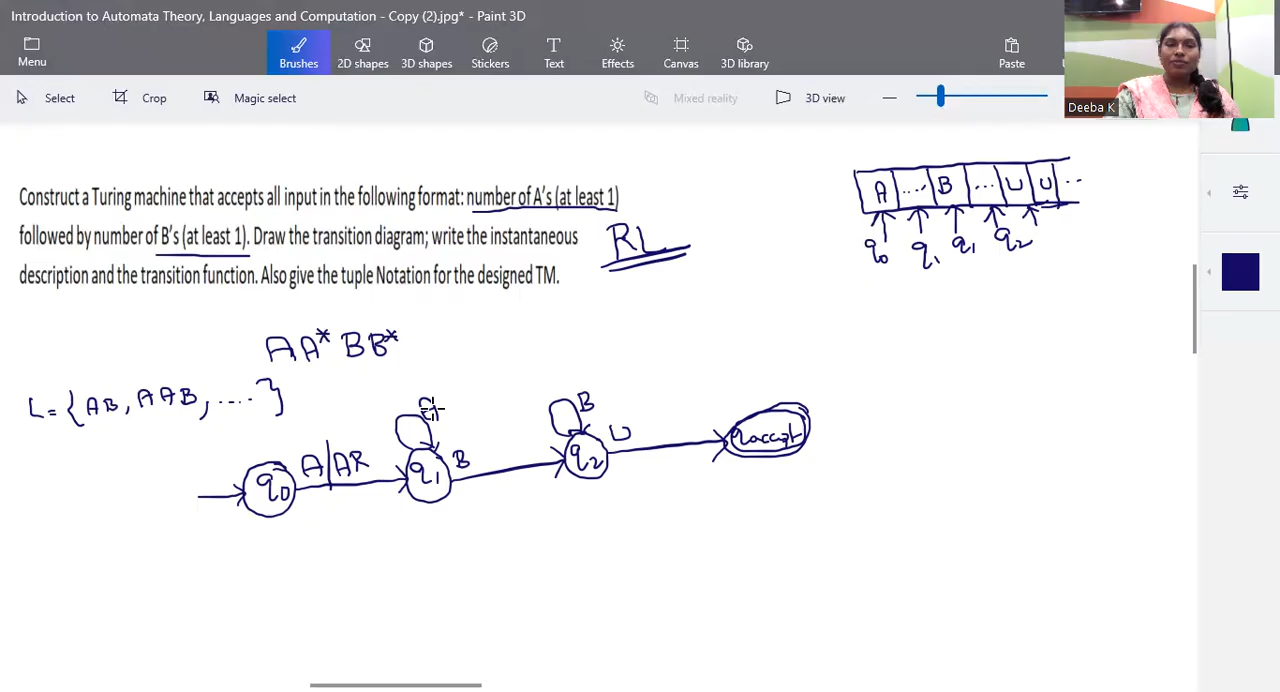 Introduction to Automata Theory, Languages and Computation - Copy (2).jpg* - Paint 3D
Menu
Brushes
2D shapes
3D shapes
Stickers
Text
Effects
Canvas
3D library
Paste
Select
Crop
Magic select
Mixed reality
3D view
Deeba K
Construct a Turing machine that accepts all input in the following format: number of A's (at least 1)
followed by number of B's (at least 1). Draw the transition diagram; write the instantaneous
description and the transition function. Also give the tuple Notation for the designed TM.
RL
A .... B ... ⊔ ⊔ ...
q0 q1 q1 q2
AA* BB*
L = {AB, AAB, .....}
q0
A|AR
q1
B
B
q2
⊔
qaccept